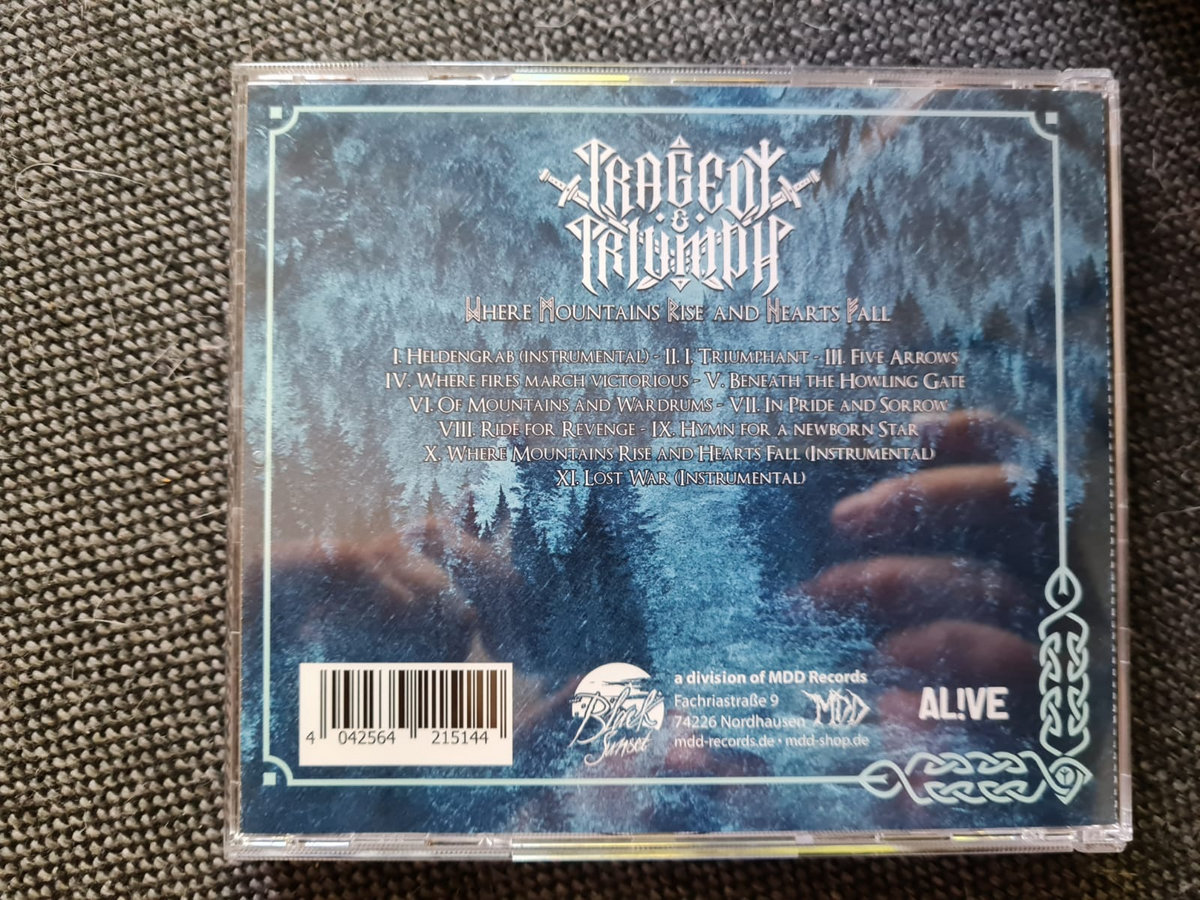 TRAGEDY
&
TRIUMPH
Where Mountains Rise and Hearts Fall
I. Heldengrab (instrumental) - II. I, Triumphant - III. Five Arrows
IV. Where fires march victorious - V. Beneath the Howling Gate
VI. Of Mountains and Wardrums - VII. In Pride and Sorrow
VIII. Ride for Revenge - IX. Hymn for a newborn Star
X. Where Mountains Rise and Hearts Fall (Instrumental)
XI. Lost War (Instrumental)
4 042564 215144
Black
Sunset
a division of MDD Records
Fachriastraße 9
74226 Nordhausen
mdd-records.de • mdd-shop.de
MDD
AL!VE